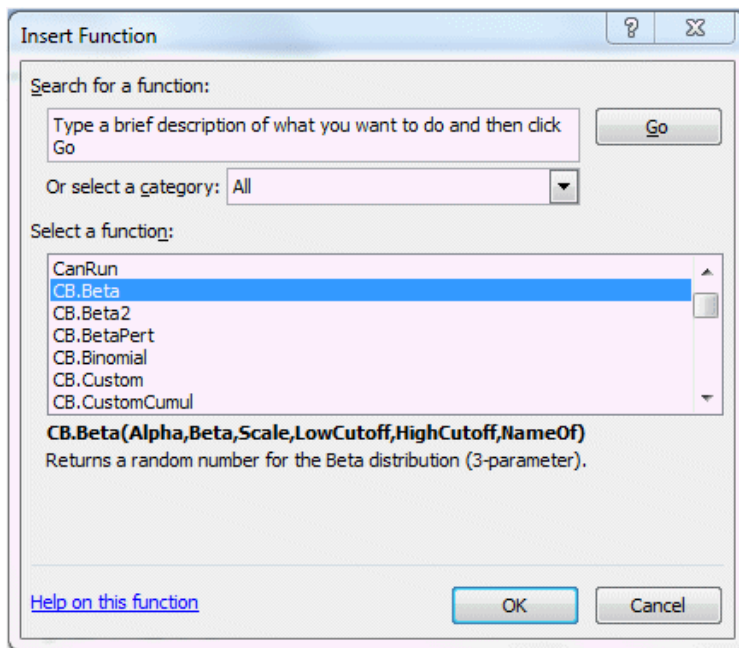 Insert Function
Search for a function:
Type a brief description of what you want to do and then click
Go
Go
Or select a category: All
Select a function:
CanRun
CB.Beta
CB.Beta2
CB.BetaPert
CB.Binomial
CB.Custom
CB.CustomCumul
CB.Beta(Alpha,Beta,Scale,LowCutoff,HighCutoff,NameOf)
Returns a random number for the Beta distribution (3-parameter).
Help on this function
OK
Cancel